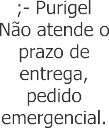 ;- Purigel
Não atende o
prazo de
entrega,
pedido
emergencial.